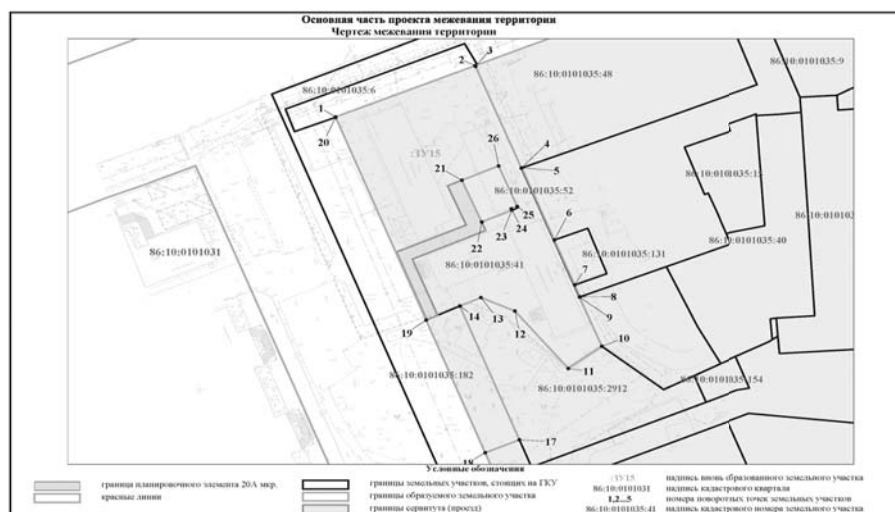 Основная часть проекта межевания территории
Чертеж межевания территории
2
3
86:10:0101035:9
86:10:0101035:48
86:10:0101035:6
1
20
:ЗУ15
26
4
5
21
86:10:0101035:15
86:10:0101035:52
25
23
24
22
6
86:10:0101035:40
86:10:0101031
86:10:0101035:131
86:10:0101035:41
7
8
9
14
13
12
19
10
11
86:10:0101035:182
86:10:0101035:2912
86:10:0101035:154
17
18
Условные обозначения
граница планировочного элемента 20А мкр.
красные линии
границы земельных участков, стоящих на ГКУ
границы образуемого земельного участка
границы сервитута (проезд)
:ЗУ15 надпись вновь образованного земельного участка
86:10:0101031 надпись кадастрового квартала
1,2...5 номера поворотных точек земельных участков
86:10:0101035:41 надпись кадастрового номера земельного участка